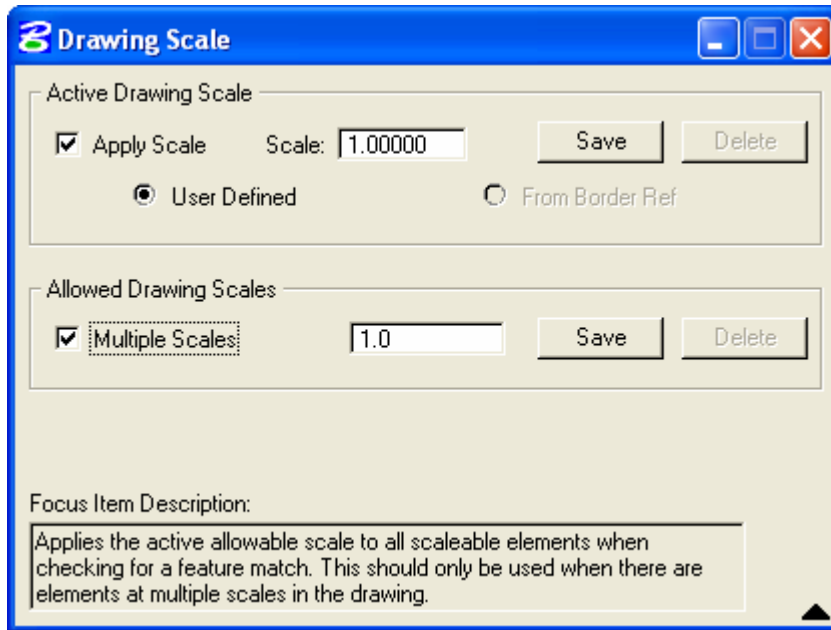 Drawing Scale
Active Drawing Scale
Apply Scale Scale: 1.00000 Save Delete
User Defined From Border Ref
Allowed Drawing Scales
Multiple Scales 1.0 Save Delete
Focus Item Description:
Applies the active allowable scale to all scaleable elements when
checking for a feature match. This should only be used when there are
elements at multiple scales in the drawing.